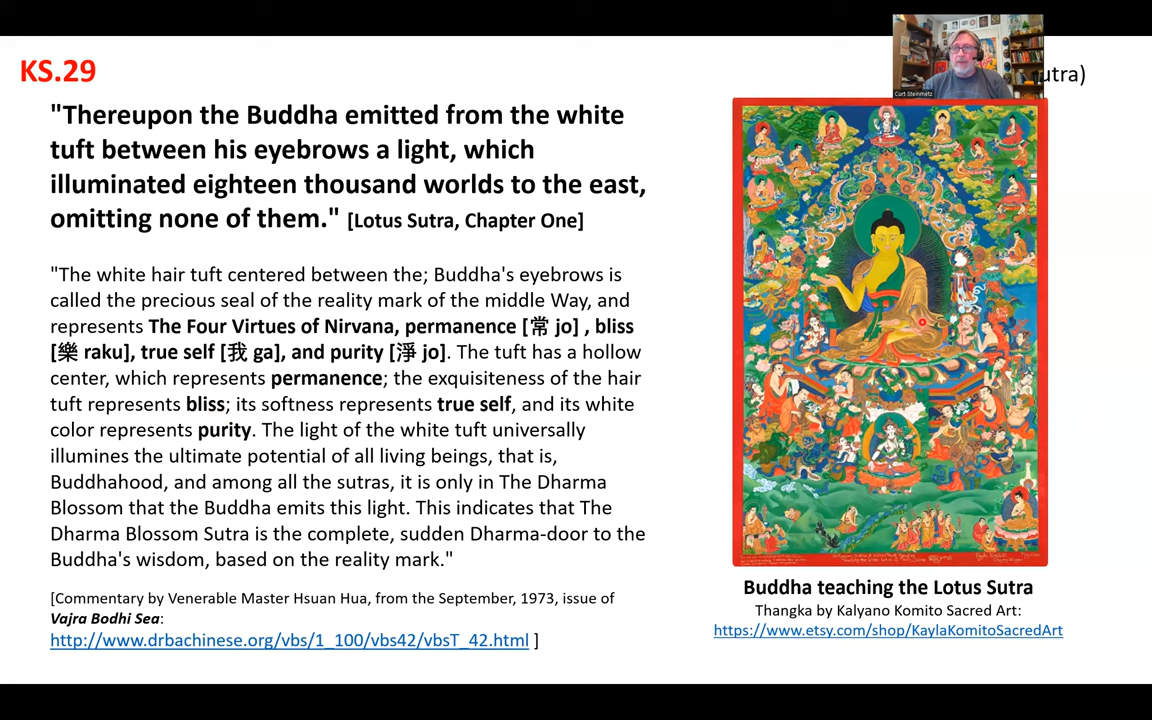 KS.29
utra)
Curt Steinmetz
"Thereupon the Buddha emitted from the white
tuft between his eyebrows a light, which
illuminated eighteen thousand worlds to the east,
omitting none of them." [Lotus Sutra, Chapter One]
"The white hair tuft centered between the; Buddha's eyebrows is
called the precious seal of the reality mark of the middle Way, and
represents The Four Virtues of Nirvana, permanence [常 jo] , bliss
[樂 raku], true self [我 ga], and purity [淨 jo]. The tuft has a hollow
center, which represents permanence; the exquisiteness of the hair
tuft represents bliss; its softness represents true self, and its white
color represents purity. The light of the white tuft universally
illumines the ultimate potential of all living beings, that is,
Buddhahood, and among all the sutras, it is only in The Dharma
Blossom that the Buddha emits this light. This indicates that The
Dharma Blossom Sutra is the complete, sudden Dharma-door to the
Buddha's wisdom, based on the reality mark."
[Commentary by Venerable Master Hsuan Hua, from the September, 1973, issue of
Vajra Bodhi Sea:
http://www.drbachinese.org/vbs/1_100/vbs42/vbsT_42.html ]
Buddha teaching the Lotus Sutra
Thangka by Kalyano Komito Sacred Art:
https://www.etsy.com/shop/KaylaKomitoSacredArt